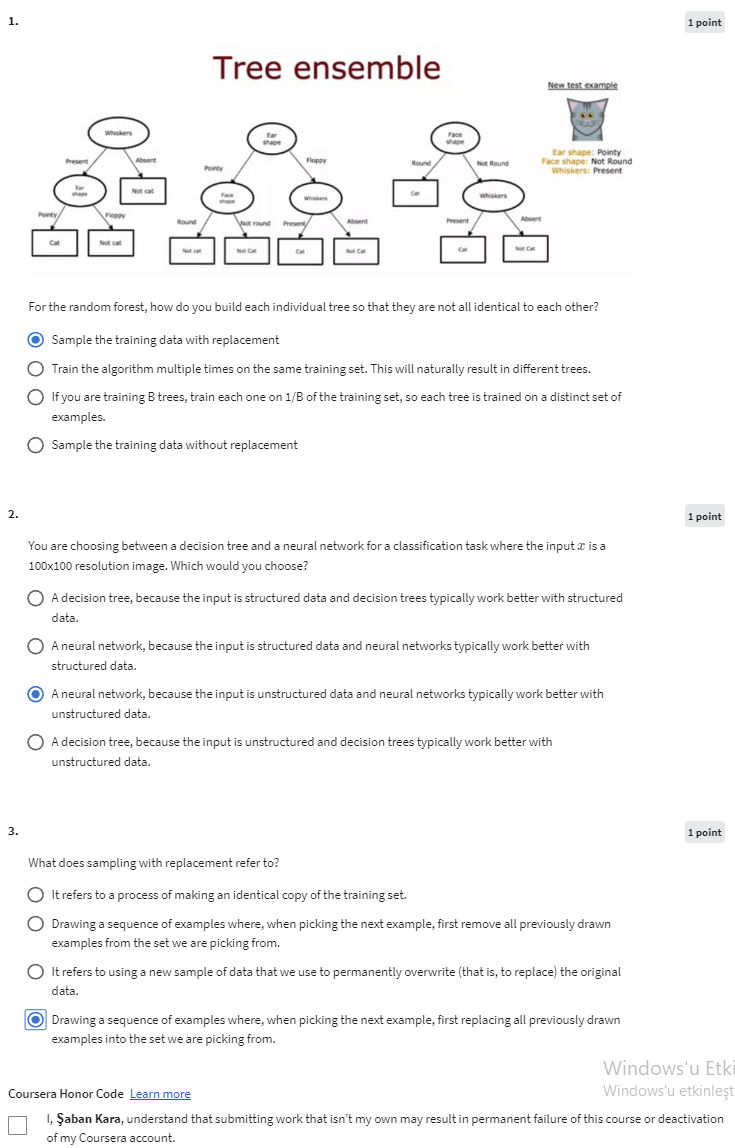 1.
1 point
Tree ensemble
New test example
Ear shape: Pointy
Face shape: Not Round
Whiskers: Present
Whiskers
Present
Absent
Ear
shape
Not cat
Pointy
Floppy
Cat
Not cat
Ear
shape
Pointy
Floppy
Face
shape
Whiskers
Round
Not round
Present
Absent
Not cat
Not Cat
Cat
Not Cat
Face
shape
Round
Not Round
Cat
Whiskers
Present
Absent
Cat
Not Cat
For the random forest, how do you build each individual tree so that they are not all identical to each other?
Sample the training data with replacement
Train the algorithm multiple times on the same training set. This will naturally result in different trees.
If you are training B trees, train each one on 1/B of the training set, so each tree is trained on a distinct set of
examples.
Sample the training data without replacement
2.
1 point
You are choosing between a decision tree and a neural network for a classification task where the input x is a
100x100 resolution image. Which would you choose?
A decision tree, because the input is structured data and decision trees typically work better with structured
data.
A neural network, because the input is structured data and neural networks typically work better with
structured data.
A neural network, because the input is unstructured data and neural networks typically work better with
unstructured data.
A decision tree, because the input is unstructured and decision trees typically work better with
unstructured data.
3.
1 point
What does sampling with replacement refer to?
It refers to a process of making an identical copy of the training set.
Drawing a sequence of examples where, when picking the next example, first remove all previously drawn
examples from the set we are picking from.
It refers to using a new sample of data that we use to permanently overwrite (that is, to replace) the original
data.
Drawing a sequence of examples where, when picking the next example, first replacing all previously drawn
examples into the set we are picking from.
Windows'u Etki
Windows'u etkinleşt
Coursera Honor Code Learn more
I, Şaban Kara, understand that submitting work that isn't my own may result in permanent failure of this course or deactivation
of my Coursera account.